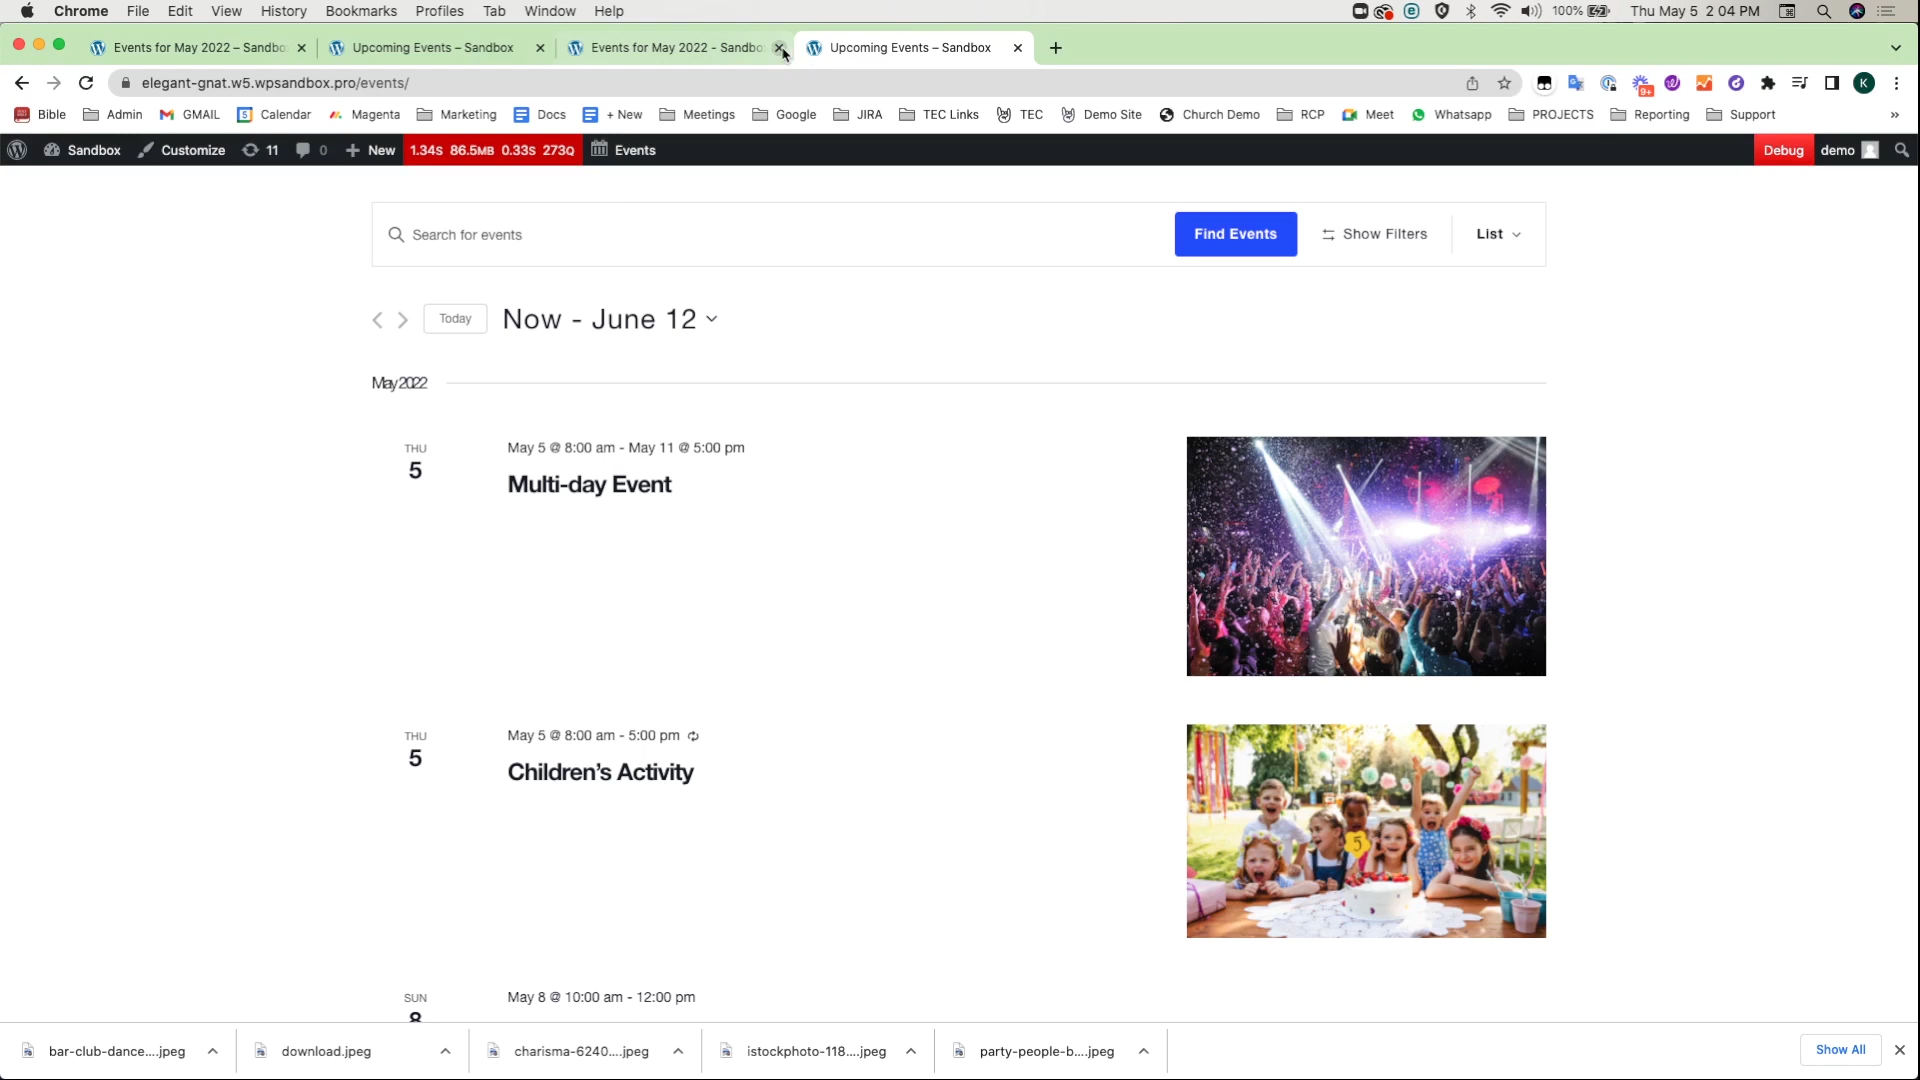 Chrome File Edit View History Bookmarks Profiles Tab Window Help 100% Thu May 5 2 04 PM
Events for May 2022 – Sandbo Upcoming Events – Sandbox Events for May 2022 - Sandbo Upcoming Events – Sandbox
elegant-gnat.w5.wpsandbox.pro/events/ 9+ K
Bible Admin GMAIL 5 Calendar Magenta Marketing Docs + New Meetings Google JIRA TEC Links TEC Demo Site Church Demo RCP Meet Whatsapp PROJECTS Reporting Support »
Sandbox Customize 11 0 New 1.34S 86.5MB 0.33S 273Q Events Debug demo
Search for events Find Events Show Filters List
Today Now - June 12
May 2022
THU May 5 @ 8:00 am - May 11 @ 5:00 pm
5 Multi-day Event
THU May 5 @ 8:00 am - 5:00 pm
5 Children’s Activity
5
SUN May 8 @ 10:00 am - 12:00 pm
8
bar-club-dance....jpeg download.jpeg charisma-6240....jpeg istockphoto-118....jpeg party-people-b....jpeg Show All